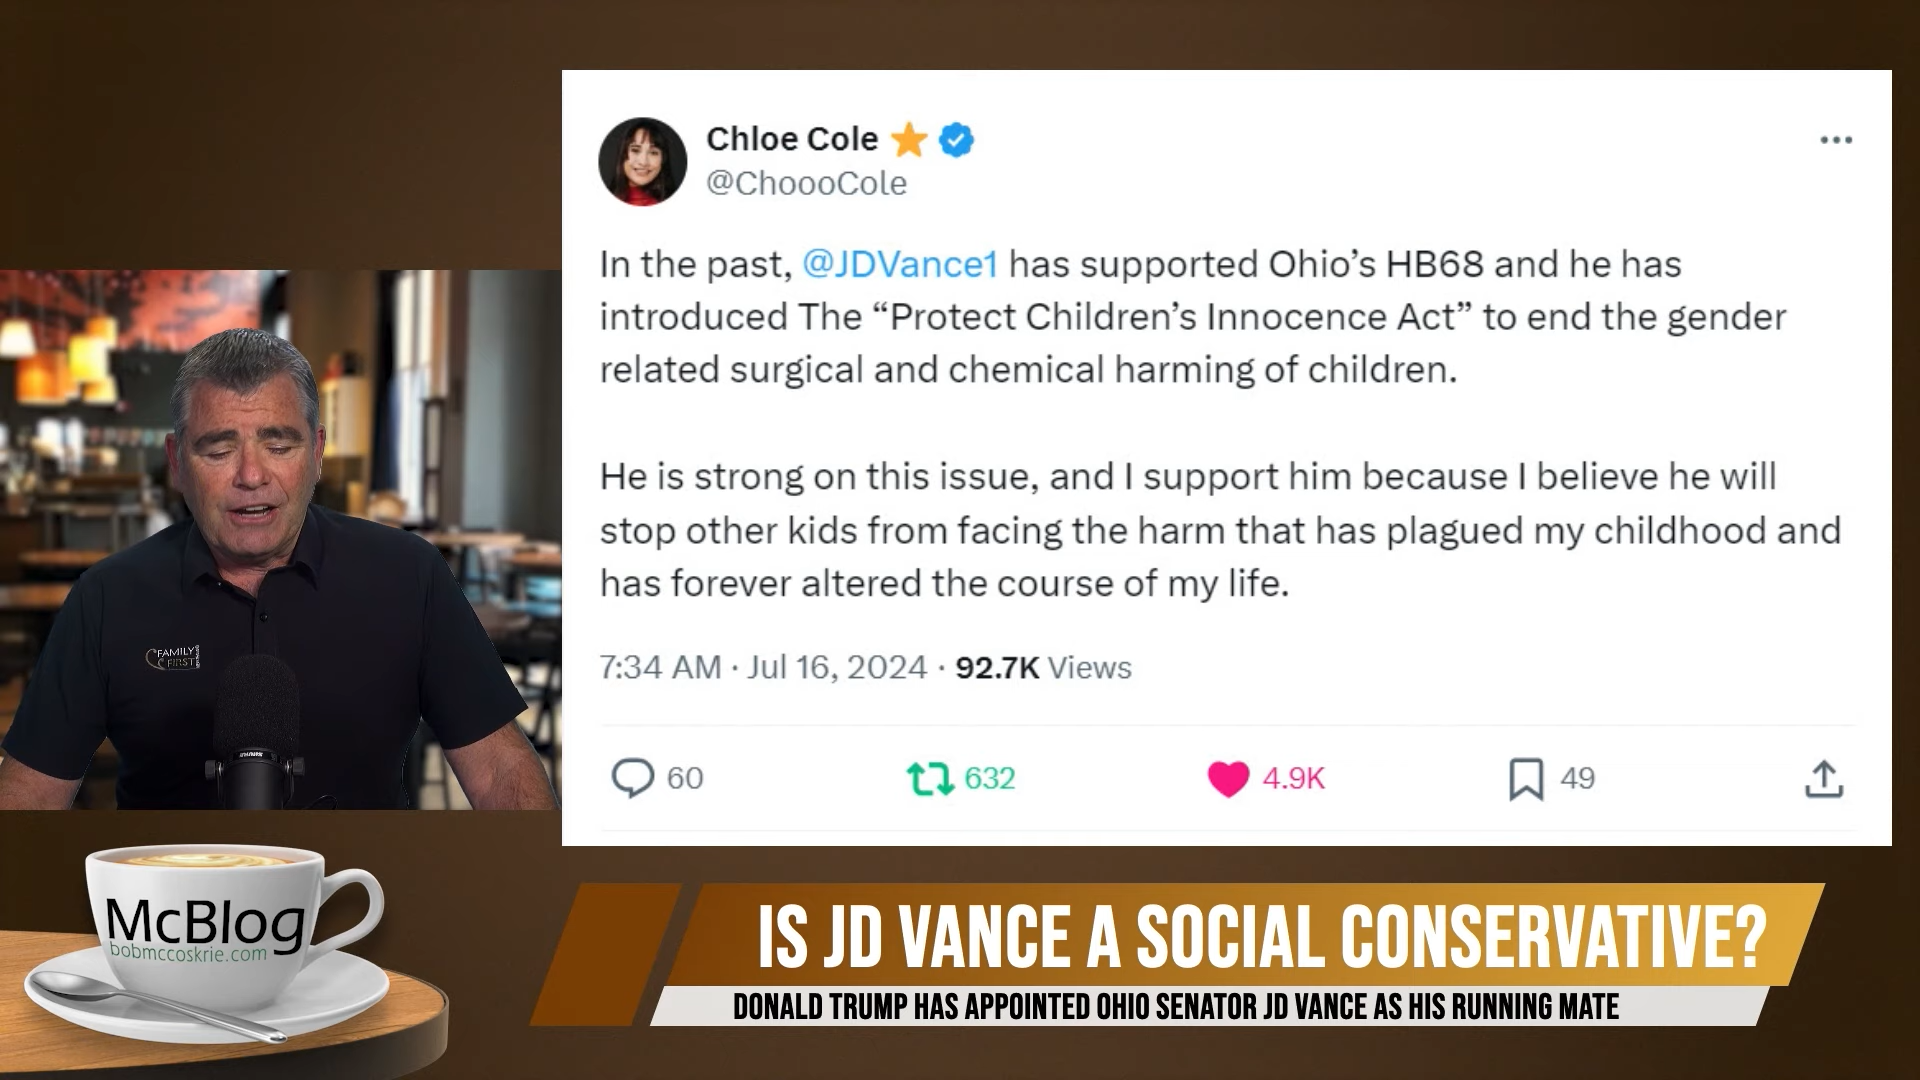 Chloe Cole
@ChoooCole
In the past, @JDVance1 has supported Ohio’s HB68 and he has
introduced The “Protect Children’s Innocence Act” to end the gender
related surgical and chemical harming of children.
He is strong on this issue, and I support him because I believe he will
stop other kids from facing the harm that has plagued my childhood and
has forever altered the course of my life.
7:34 AM · Jul 16, 2024 · 92.7K Views
60
632
4.9K
49
FAMILY
FIRST
McBlog
bobmccoskrie.com
IS JD VANCE A SOCIAL CONSERVATIVE?
DONALD TRUMP HAS APPOINTED OHIO SENATOR JD VANCE AS HIS RUNNING MATE